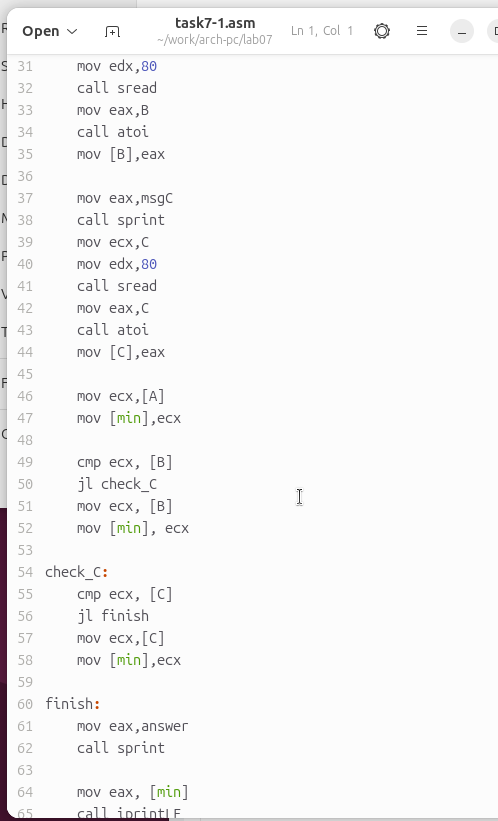 Open
task7-1.asm
~/work/arch-pc/lab07
Ln 1, Col 1
31 mov edx,80
32 call sread
33 mov eax,B
34 call atoi
35 mov [B],eax
36
37 mov eax,msgC
38 call sprint
39 mov ecx,C
40 mov edx,80
41 call sread
42 mov eax,C
43 call atoi
44 mov [C],eax
45
46 mov ecx,[A]
47 mov [min],ecx
48
49 cmp ecx, [B]
50 jl check_C
51 mov ecx, [B]
52 mov [min], ecx
53
54 check_C:
55 cmp ecx, [C]
56 jl finish
57 mov ecx,[C]
58 mov [min],ecx
59
60 finish:
61 mov eax,answer
62 call sprint
63
64 mov eax, [min]
65 call iprintLF